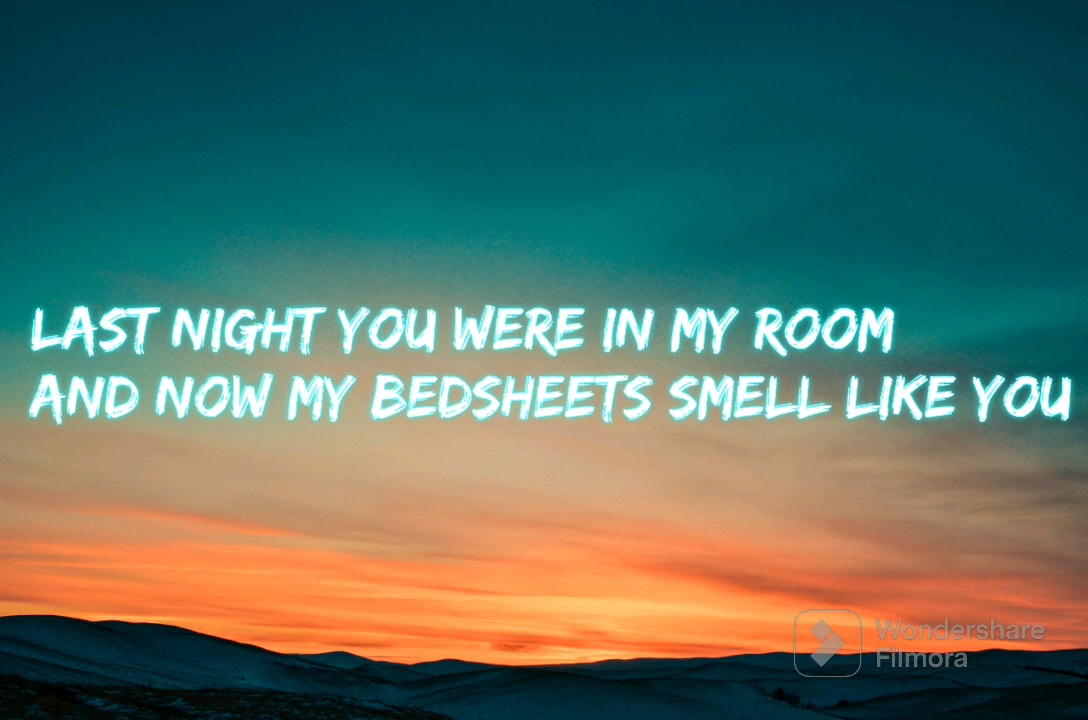 LAST NIGHT YOU WERE IN MY ROOM
AND NOW MY BEDSHEETS SMELL LIKE YOU
Wondershare
Filmora